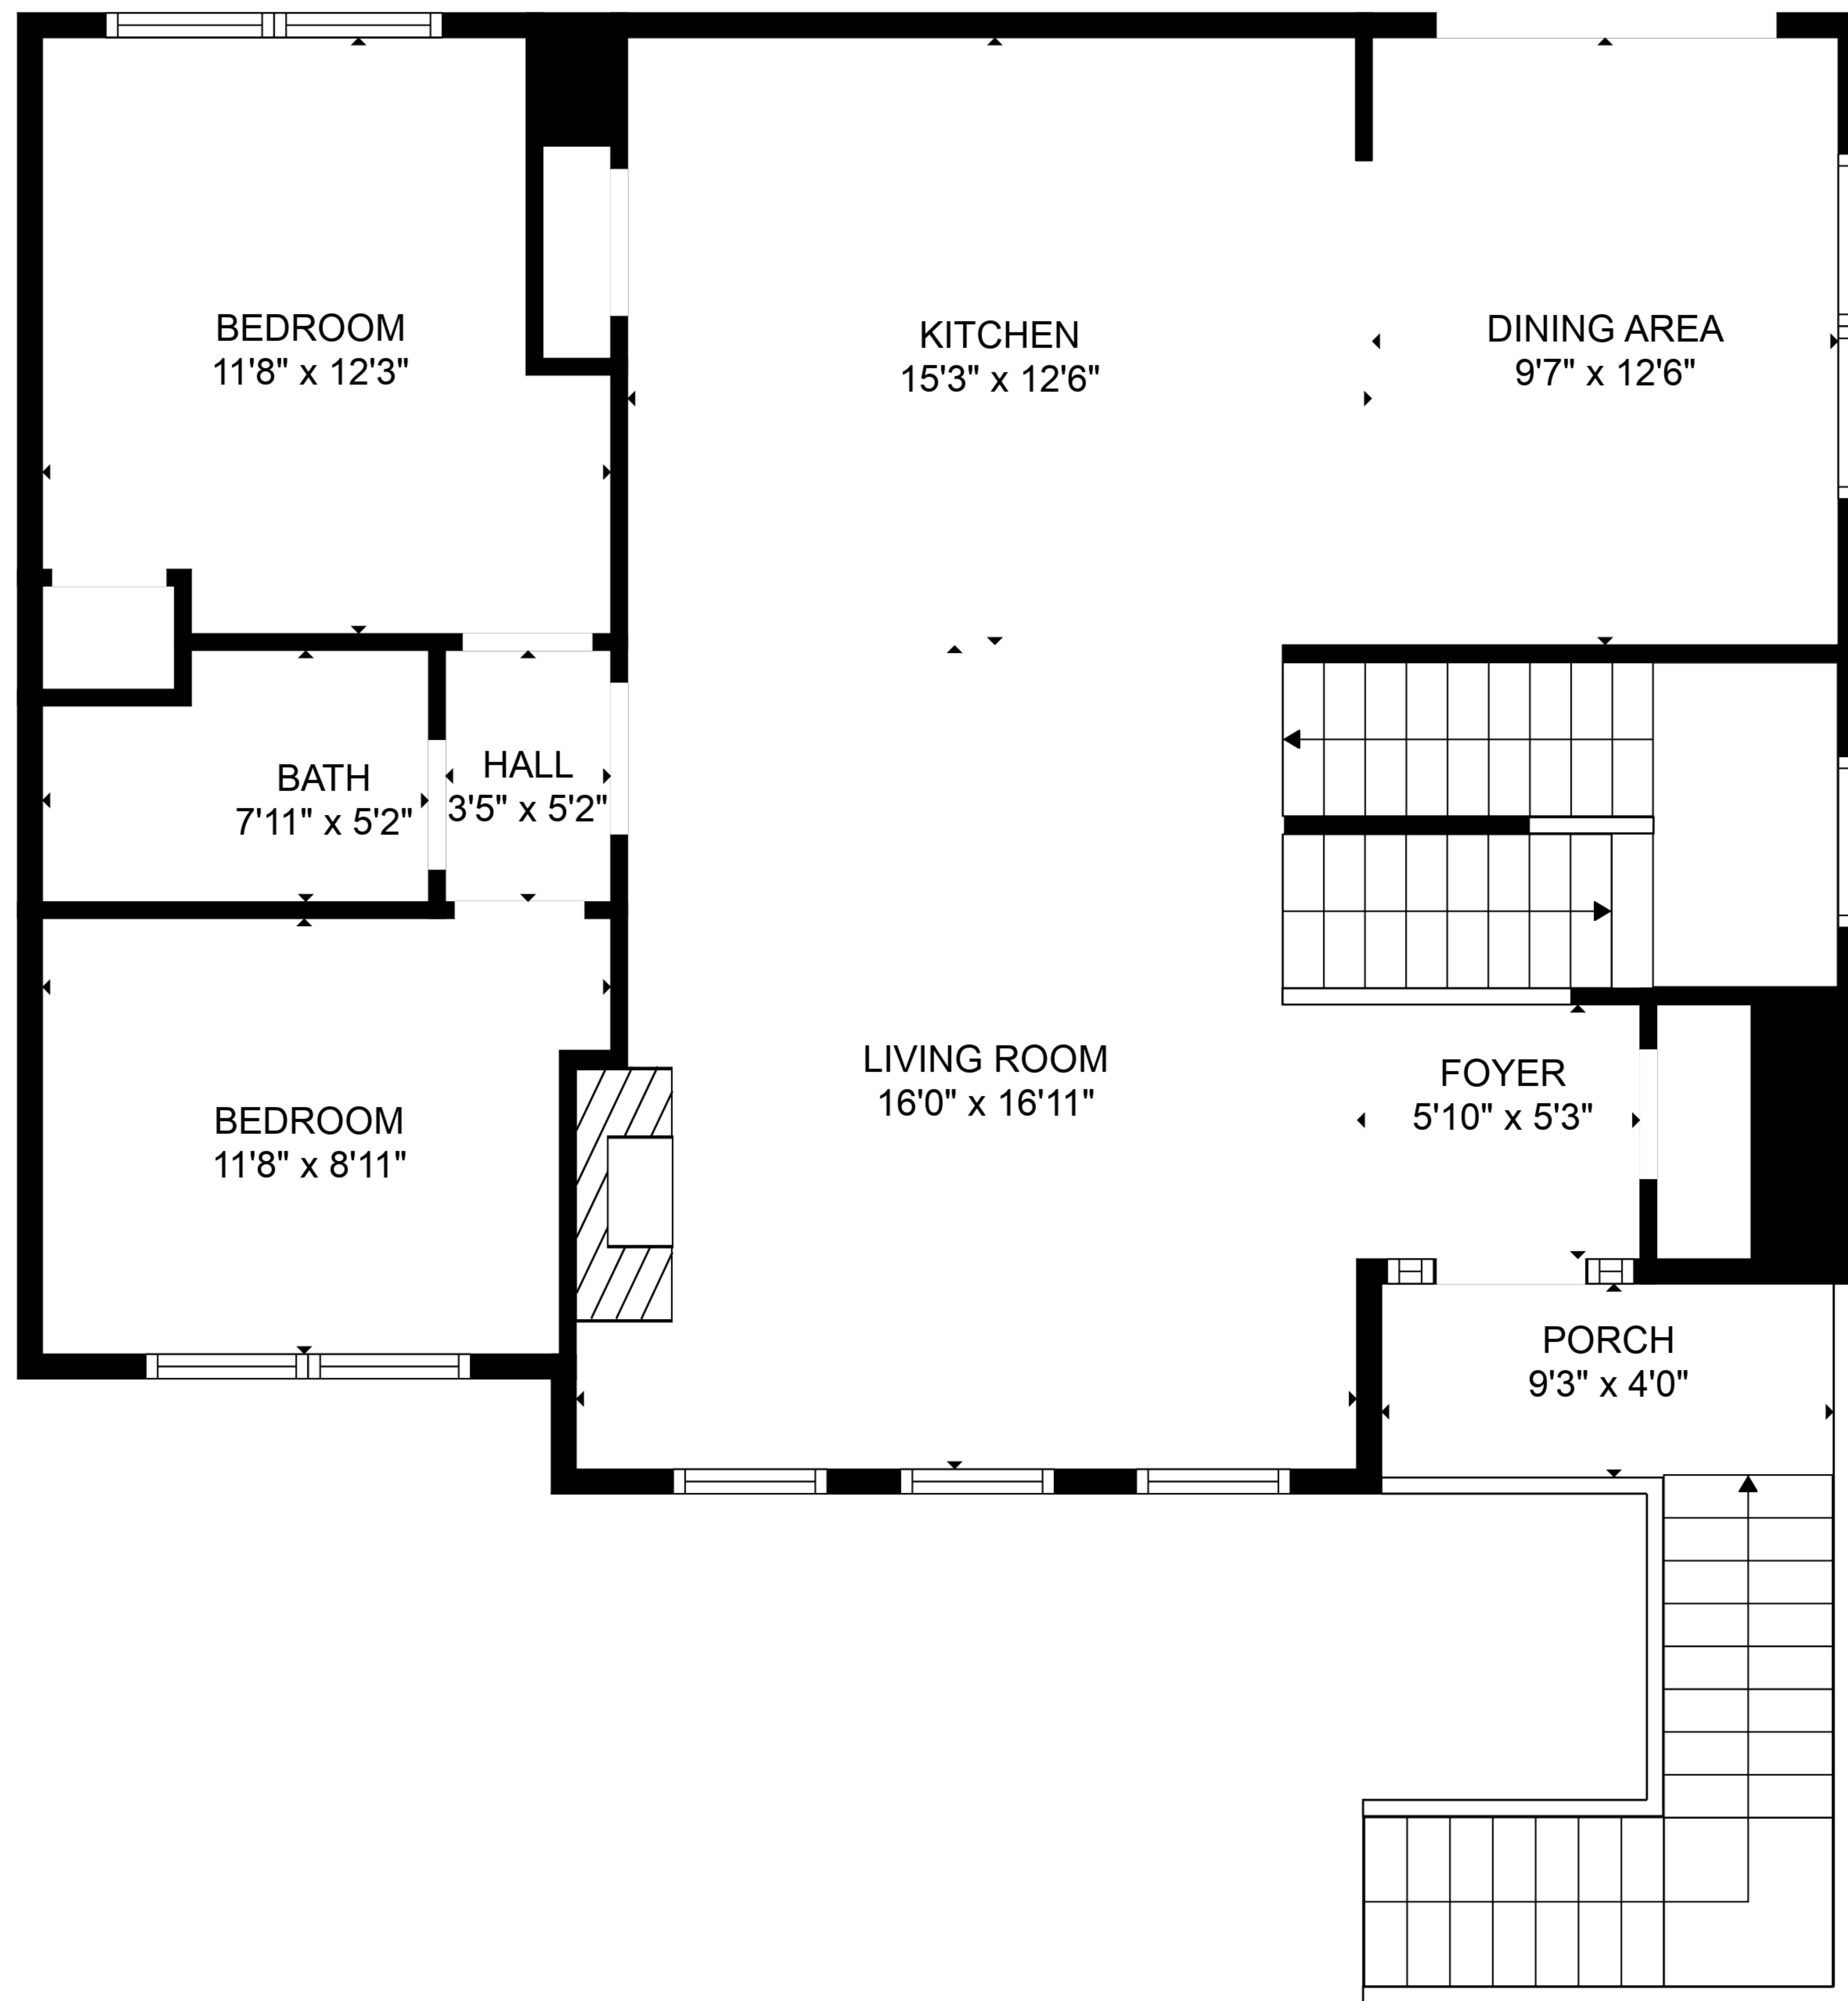 BEDROOM
11'8" x 12'3"
KITCHEN
15'3" x 12'6"
DINING AREA
9'7" x 12'6"
BATH
7'11" x 5'2"
HALL
3'5" x 5'2"
LIVING ROOM
16'0" x 16'11"
FOYER
5'10" x 5'3"
BEDROOM
11'8" x 8'11"
PORCH
9'3" x 4'0"